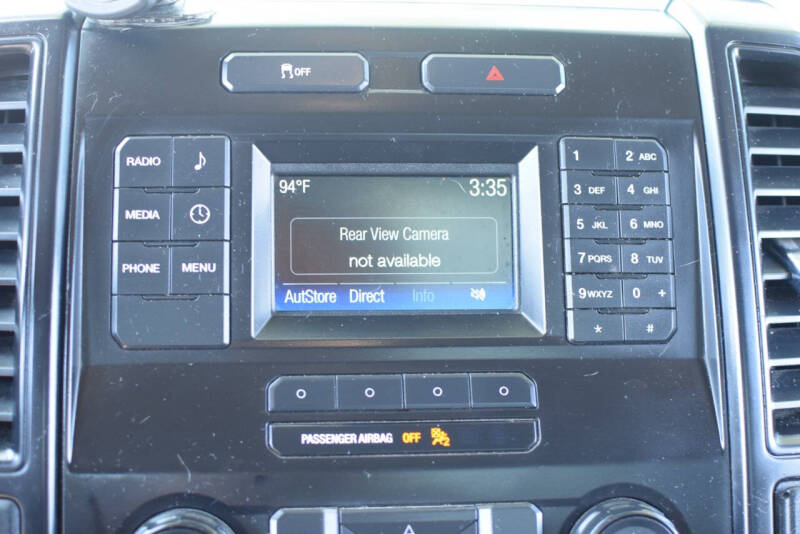 OFF
RADIO
MEDIA
PHONE MENU
94°F 3:35
Rear View Camera
not available
AutStore Direct Info
1 2 ABC
3 DEF 4 GHI
5 JKL 6 MNO
7 PQRS 8 TUV
9 WXYZ 0 +
* #
PASSENGER AIRBAG OFF 2